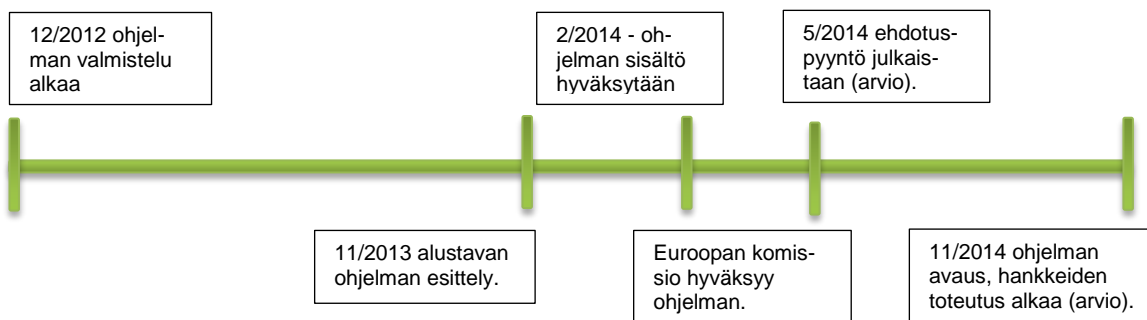 12/2012 ohjel-
man valmistelu
alkaa
2/2014 - oh-
jelman sisältö
hyväksytään
5/2014 ehdotus-
pyyntö julkais-
taan (arvio).
11/2013 alustavan
ohjelman esittely.
Euroopan komis-
sio hyväksyy
ohjelman.
11/2014 ohjelman
avaus, hankkeiden
toteutus alkaa (arvio).